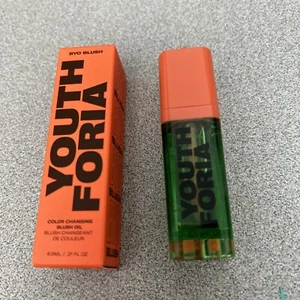 BYO BLUSH
YOUTH
FORIA
COLOR CHANGING
BLUSH OIL
BLUSH CHANGEANT
DE COULEUR
YOUTH
FORIA